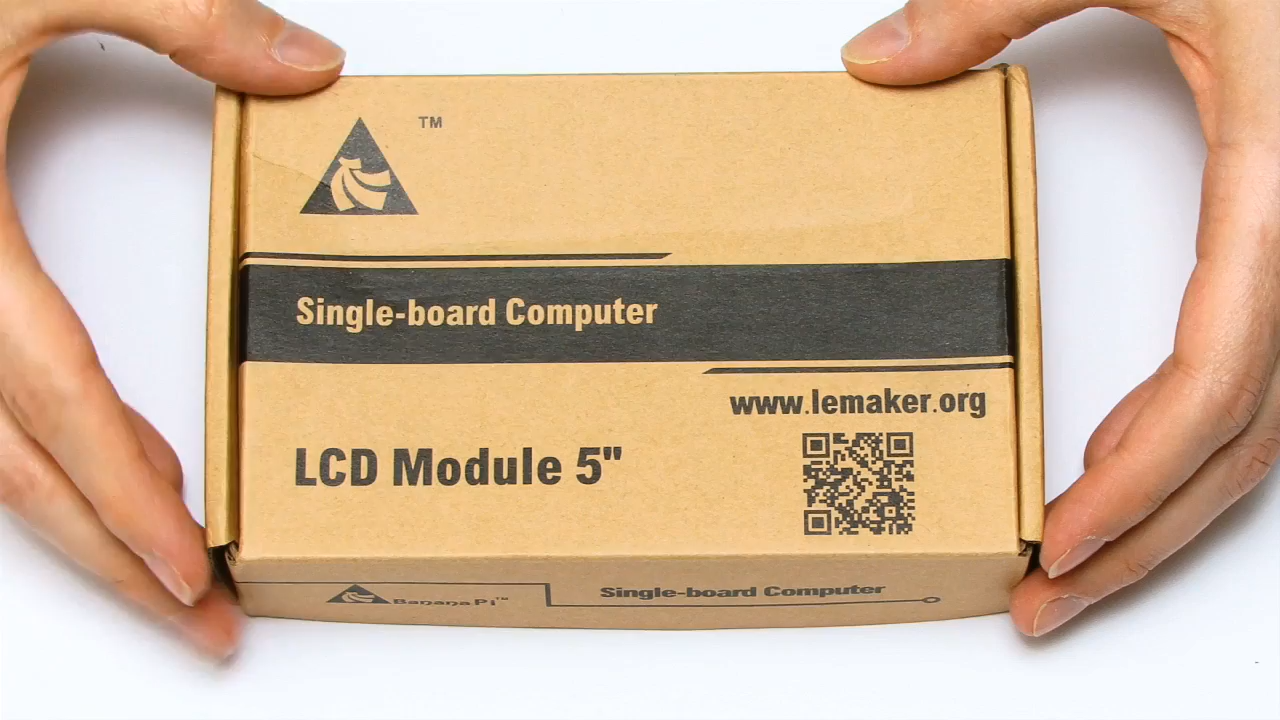 TM
Single-board Computer
www.lemaker.org
LCD Module 5"
Banana Pi™
Single-board Computer